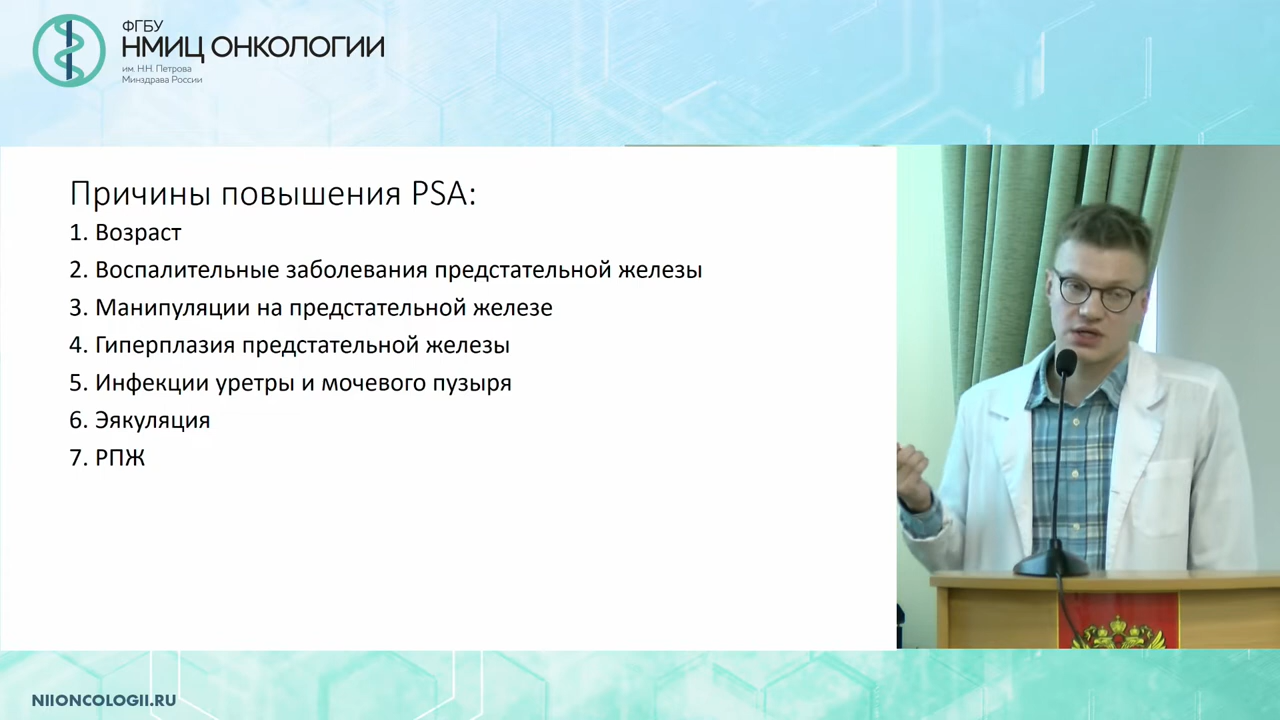 ФГБУ
НМИЦ ОНКОЛОГИИ
им. Н.Н. Петрова
Минздрава России
Причины повышения PSA:
1. Возраст
2. Воспалительные заболевания предстательной железы
3. Манипуляции на предстательной железе
4. Гиперплазия предстательной железы
5. Инфекции уретры и мочевого пузыря
6. Эякуляция
7. РПЖ
NIIONCOLOGII.RU